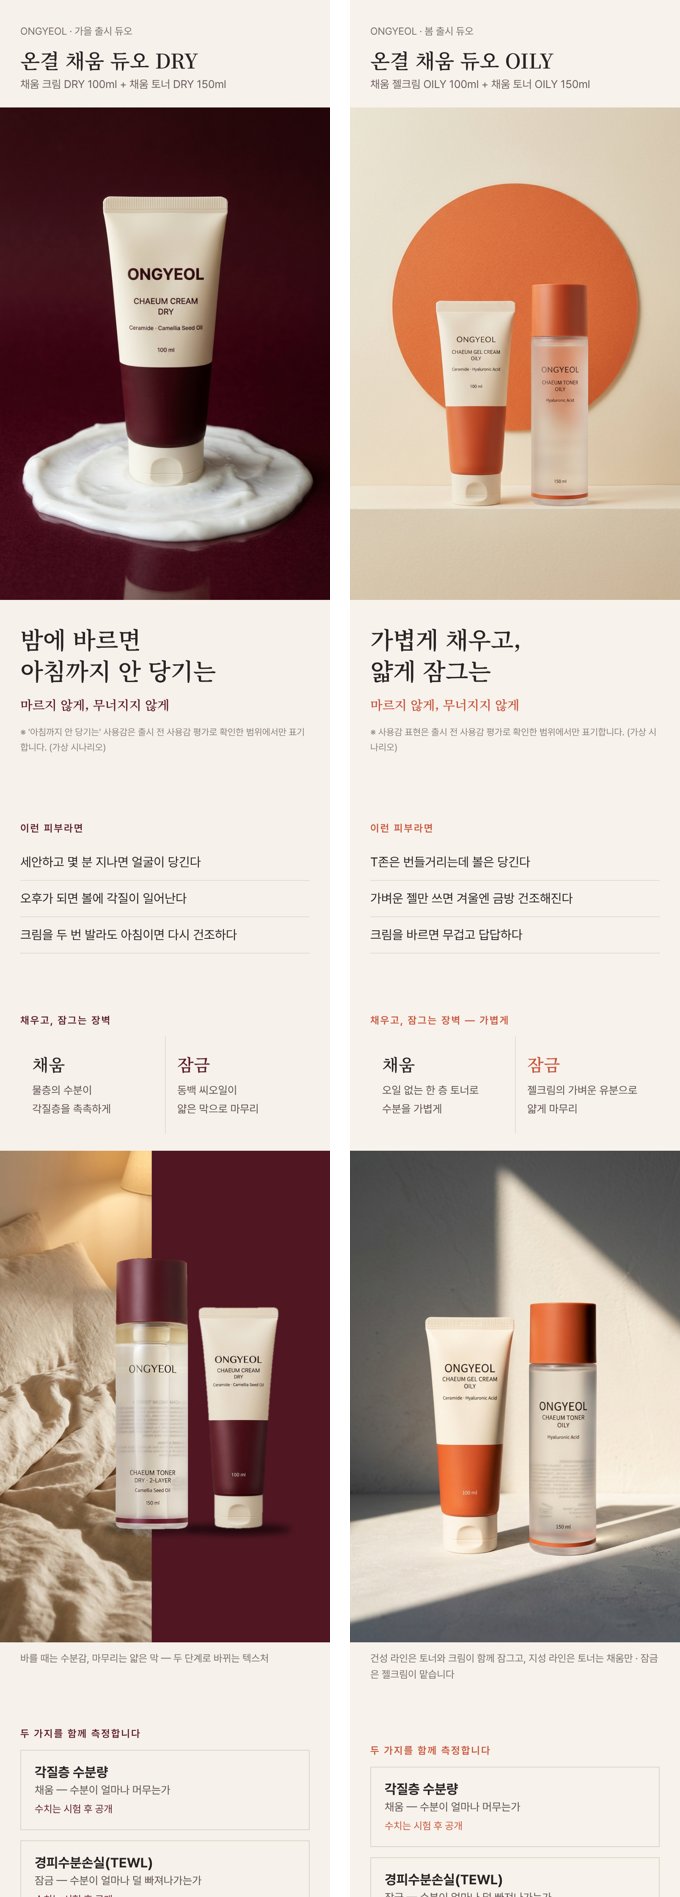 ONGYEOL · 가을 출시 듀오
온결 채움 듀오 DRY
채움 크림 DRY 100ml + 채움 토너 DRY 150ml
ONGYEOL
CHAEUM CREAM
DRY
Ceramide · Camellia Seed Oil
100 ml
밤에 바르면
아침까지 안 당기는
마르지 않게, 무너지지 않게
※ '아침까지 안 당기는' 사용감은 출시 전 사용감 평가로 확인한 범위에서만 표기
합니다. (가상 시나리오)
이런 피부라면
세안하고 몇 분 지나면 얼굴이 당긴다
오후가 되면 볼에 각질이 일어난다
크림을 두 번 발라도 아침이면 다시 건조하다
채우고, 잠그는 장벽
채움
물층의 수분이
각질층을 촉촉하게
잠금
동백 씨오일이
얇은 막으로 마무리
ONGYEOL
CHAEUM TONER
DRY · 2-LAYER
Camellia Seed Oil
150 ml
ONGYEOL
CHAEUM CREAM
DRY
Ceramide · Camellia Seed Oil
100 ml
바를 때는 수분감, 마무리는 얇은 막 — 두 단계로 바뀌는 텍스처
두 가지를 함께 측정합니다
각질층 수분량
채움 — 수분이 얼마나 머무는가
수치는 시험 후 공개
경피수분손실(TEWL)
잠금 — 수분이 얼마나 덜 빠져나가는가
ONGYEOL · 봄 출시 듀오
온결 채움 듀오 OILY
채움 젤크림 OILY 100ml + 채움 토너 OILY 150ml
ONGYEOL
CHAEUM GEL CREAM
OILY
Ceramide · Hyaluronic Acid
100 ml
ONGYEOL
CHAEUM TONER
OILY
Hyaluronic Acid
150 ml
가볍게 채우고,
얇게 잠그는
마르지 않게, 무너지지 않게
※ 사용감 표현은 출시 전 사용감 평가로 확인한 범위에서만 표기합니다. (가상 시
나리오)
이런 피부라면
T존은 번들거리는데 볼은 당긴다
가벼운 젤만 쓰면 겨울엔 금방 건조해진다
크림을 바르면 무겁고 답답하다
채우고, 잠그는 장벽 — 가볍게
채움
오일 없는 한 층 토너로
수분을 가볍게
잠금
젤크림의 가벼운 유분으로
얇게 마무리
ONGYEOL
CHAEUM GEL CREAM
OILY
Ceramide · Hyaluronic Acid
100 ml
ONGYEOL
CHAEUM TONER
OILY
Hyaluronic Acid
150 ml
건성 라인은 토너와 크림이 함께 잠그고, 지성 라인은 토너는 채움만 · 잠금
은 젤크림이 맡습니다
두 가지를 함께 측정합니다
각질층 수분량
채움 — 수분이 얼마나 머무는가
수치는 시험 후 공개
경피수분손실(TEWL)